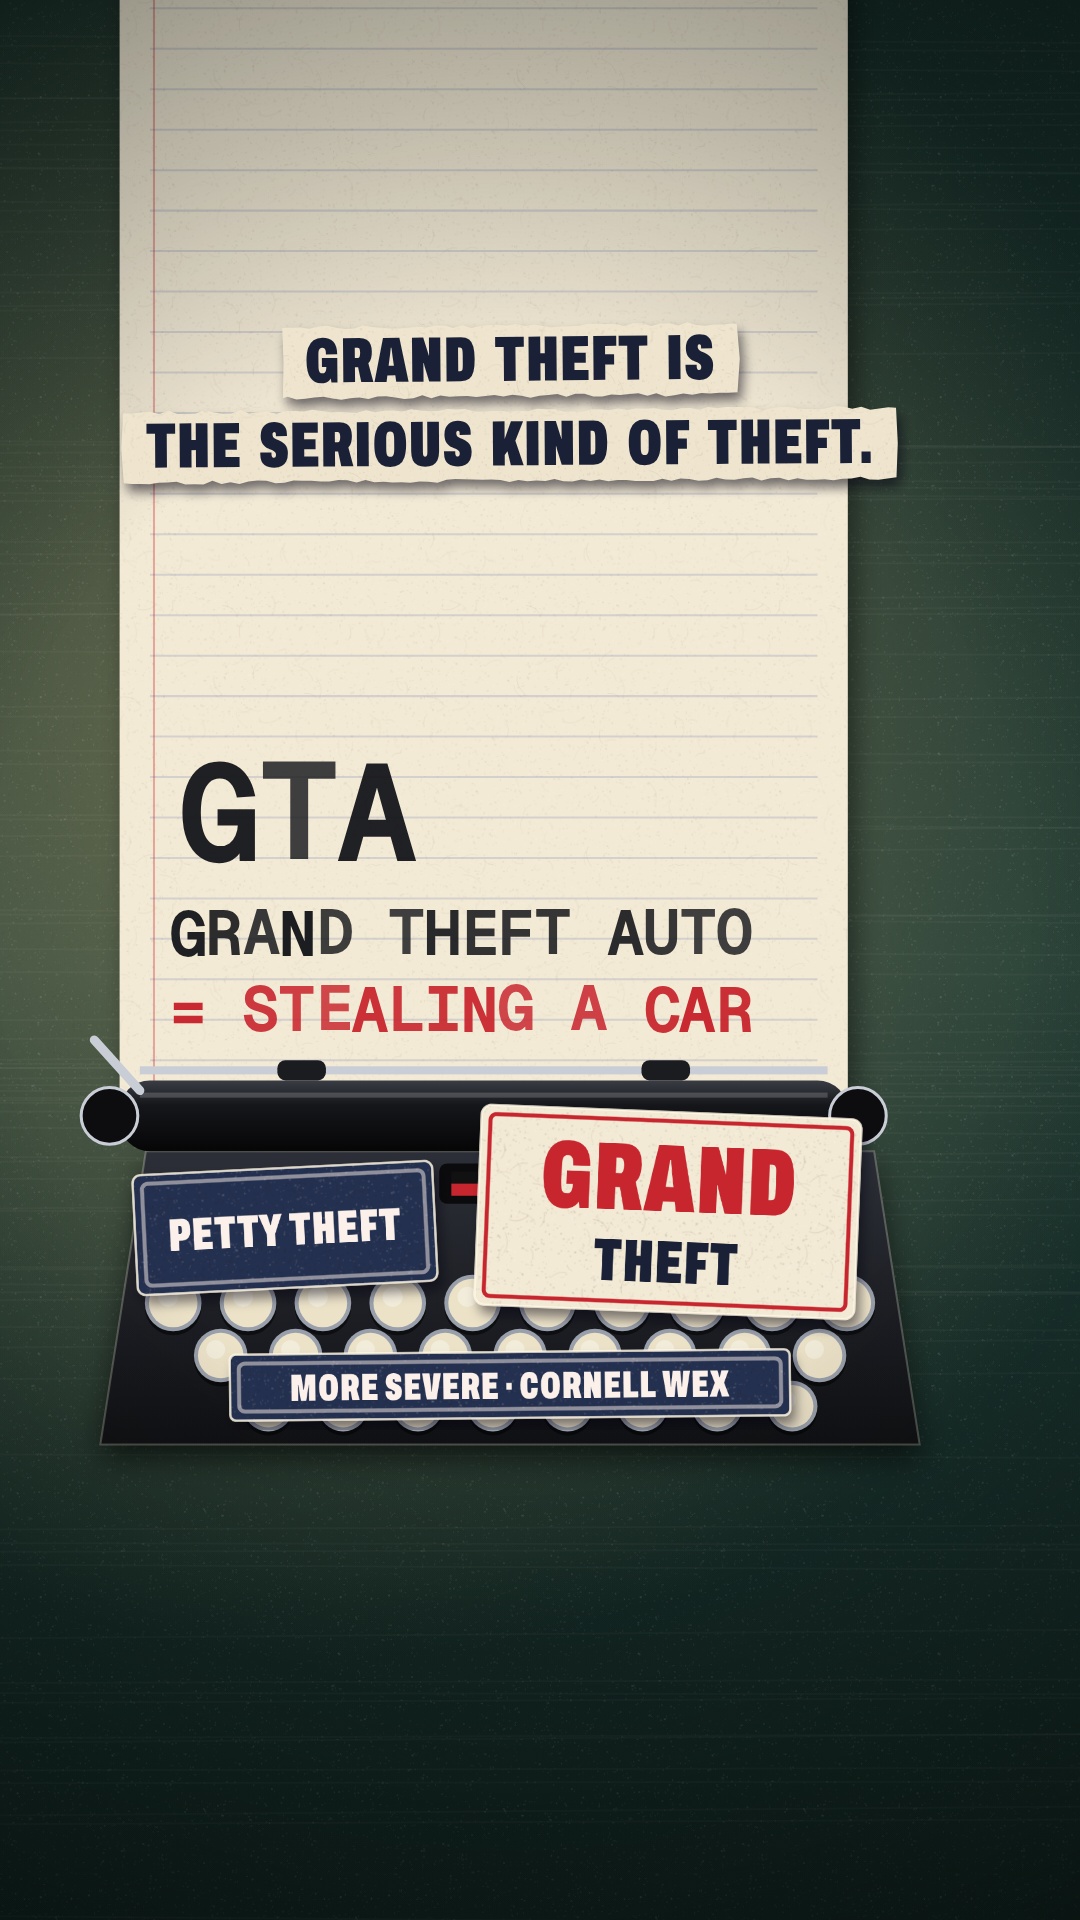 GRAND THEFT IS
THE SERIOUS KIND OF THEFT.
GTA
GRAND THEFT AUTO
= STEALING A CAR
PETTY THEFT
GRAND
THEFT
MORE SEVERE · CORNELL WEX